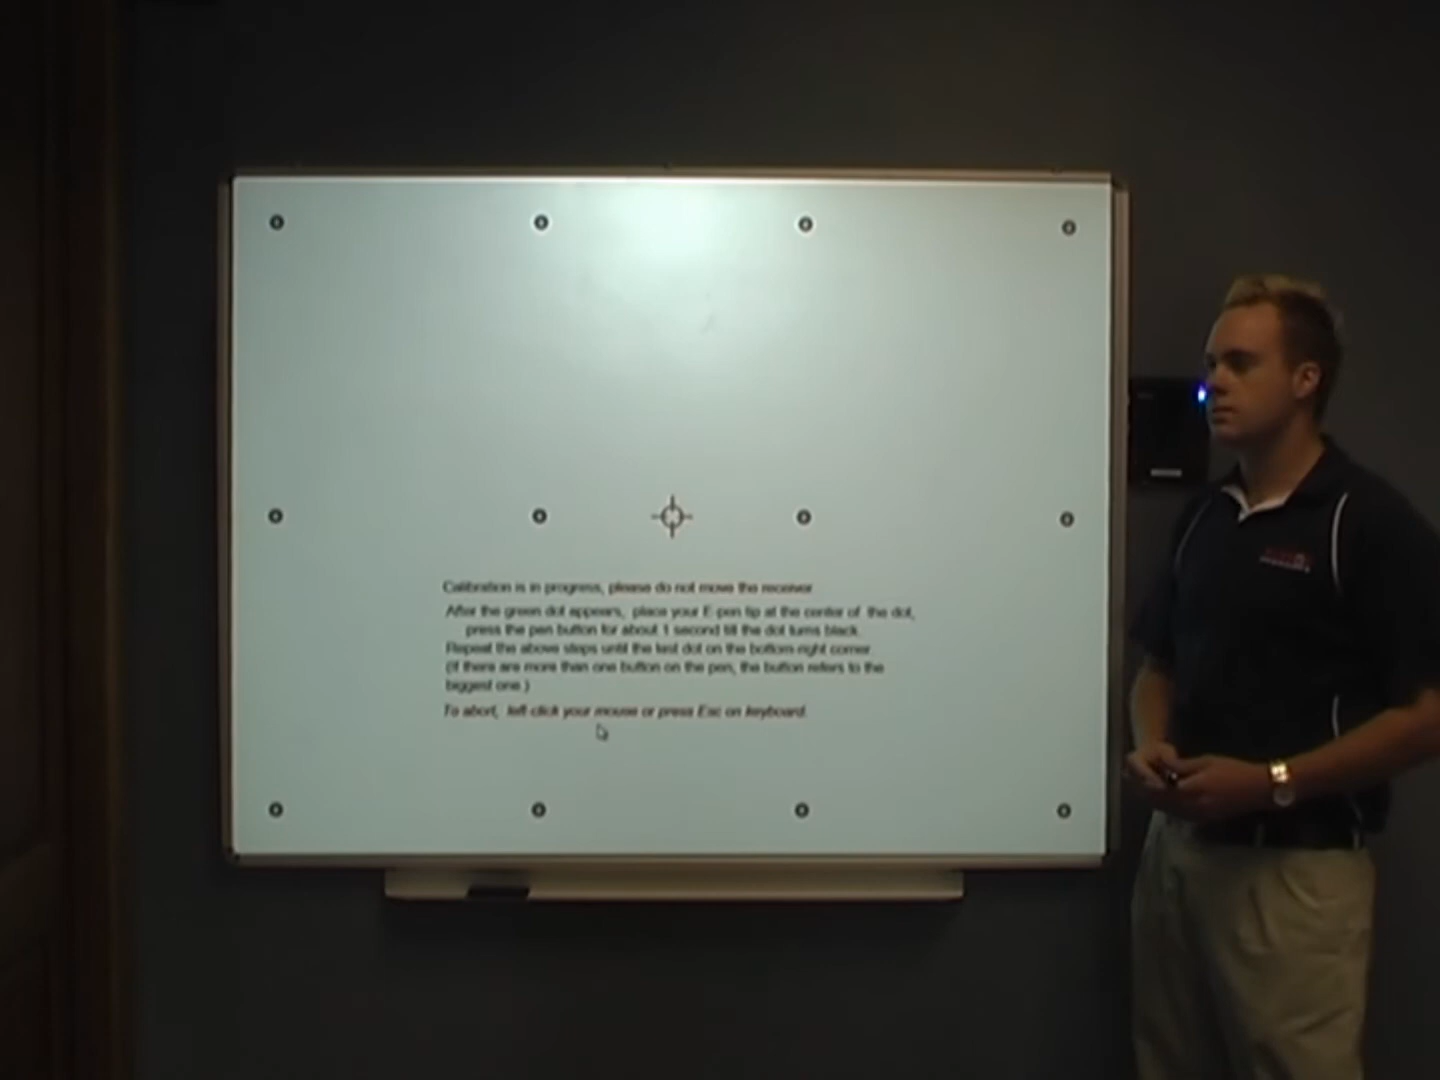 Calibration is in progress, please do not move the receiver
After the green dot appears, place your E-pen tip at the center of the dot,
press the pen button for about 1 second till the dot turns black.
Repeat the above steps until the last dot on the bottom-right corner.
(If there are more than one button on the pen, the button refers to the
biggest one.)
To abort, left-click your mouse or press Esc on keyboard.